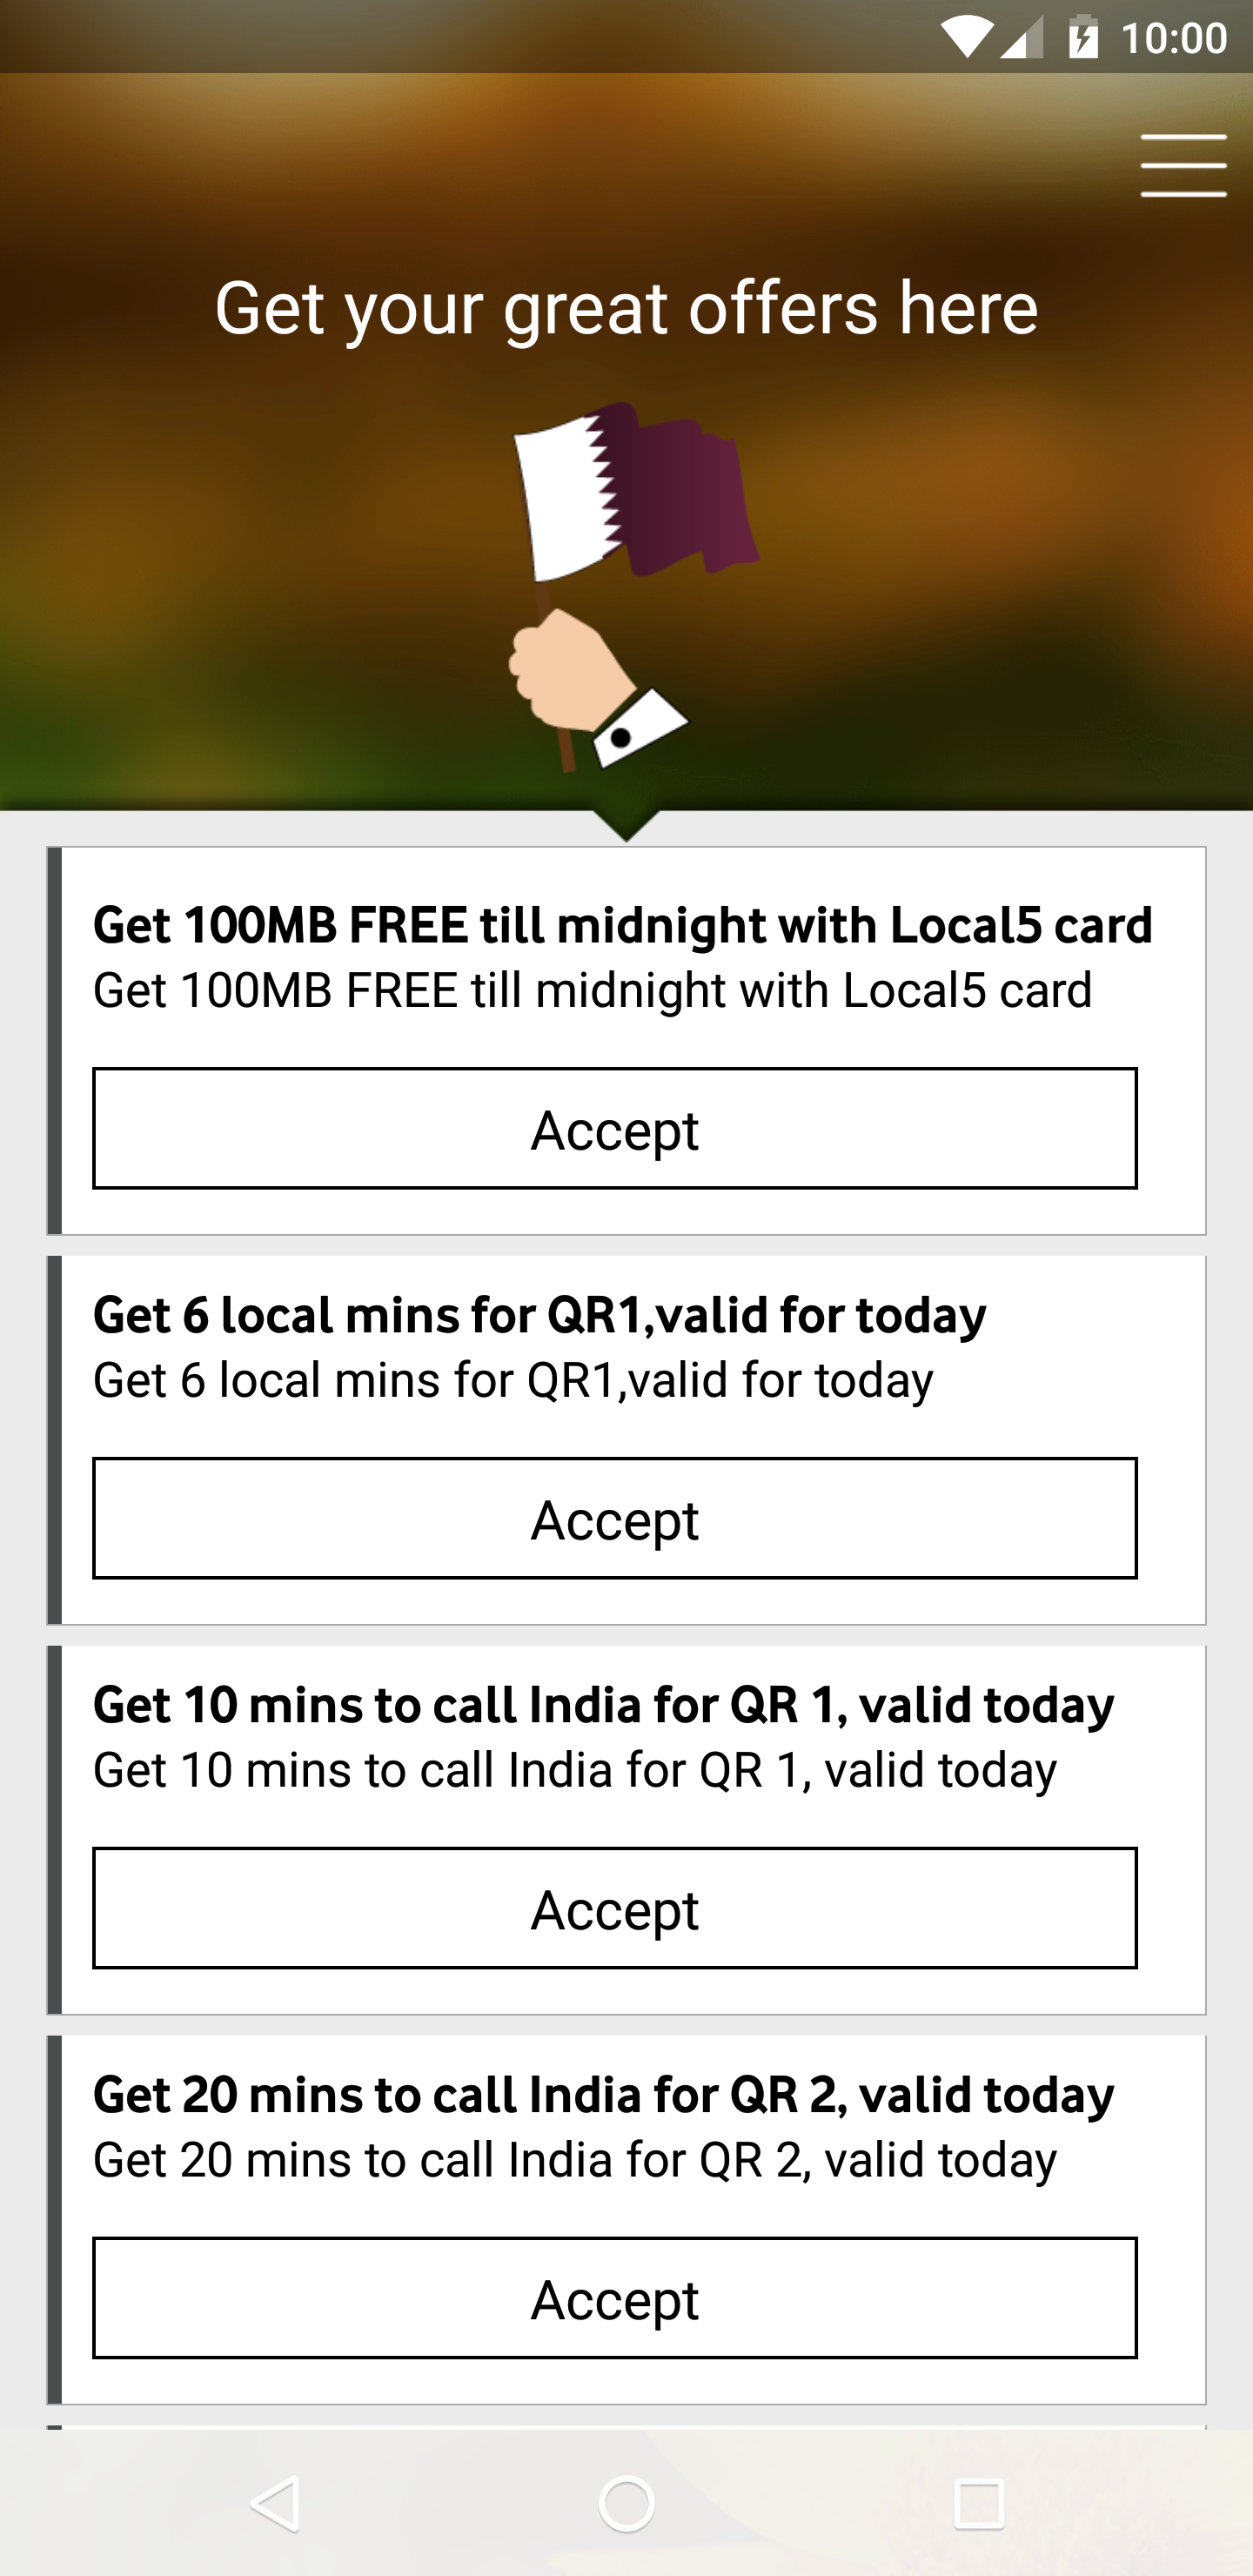 10:00
Get your great offers here
Get 100MB FREE till midnight with Local5 card
Get 100MB FREE till midnight with Local5 card
Accept
Get 6 local mins for QR1,valid for today
Get 6 local mins for QR1,valid for today
Accept
Get 10 mins to call India for QR 1, valid today
Get 10 mins to call India for QR 1, valid today
Accept
Get 20 mins to call India for QR 2, valid today
Get 20 mins to call India for QR 2, valid today
Accept